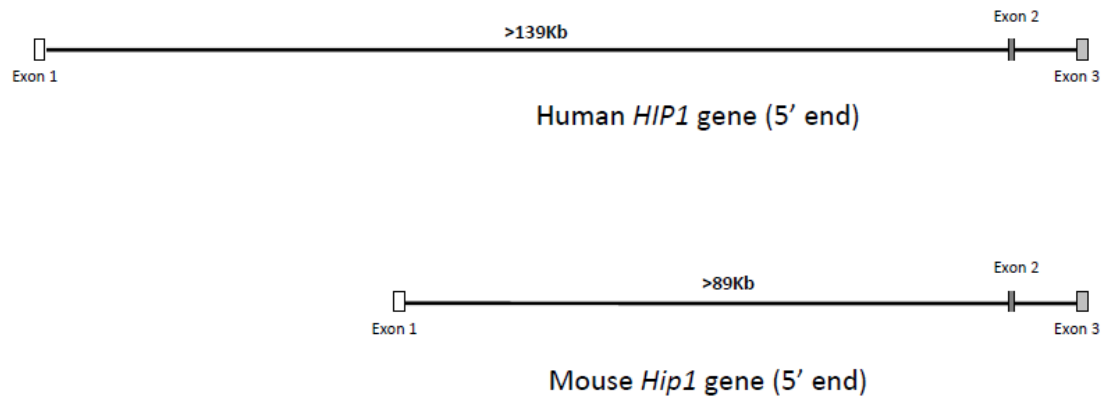 Exon 2
>139Kb
Exon 1
Exon 3
Human HIP1 gene (5′ end)
Exon 2
>89Kb
Exon 1
Exon 3
Mouse Hip1 gene (5′ end)